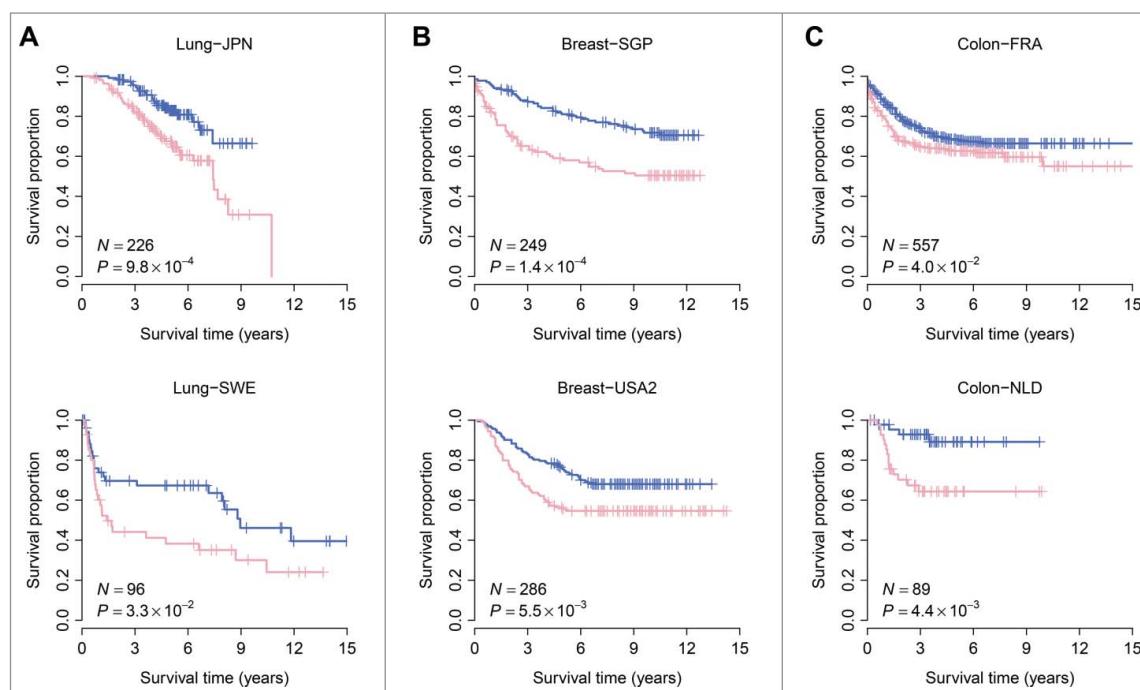 A
Lung−JPN
Survival proportion
1.0
0.8
0.6
0.4
0.2
0.0
N = 226
P = 9.8 × 10⁻⁴
0 3 6 9 12 15
Survival time (years)
Lung−SWE
Survival proportion
1.0
0.8
0.6
0.4
0.2
0.0
N = 96
P = 3.3 × 10⁻²
0 3 6 9 12 15
Survival time (years)
B
Breast−SGP
Survival proportion
1.0
0.8
0.6
0.4
0.2
0.0
N = 249
P = 1.4 × 10⁻⁴
0 3 6 9 12 15
Survival time (years)
Breast−USA2
Survival proportion
1.0
0.8
0.6
0.4
0.2
0.0
N = 286
P = 5.5 × 10⁻³
0 3 6 9 12 15
Survival time (years)
C
Colon−FRA
Survival proportion
1.0
0.8
0.6
0.4
0.2
0.0
N = 557
P = 4.0 × 10⁻²
0 3 6 9 12 15
Survival time (years)
Colon−NLD
Survival proportion
1.0
0.8
0.6
0.4
0.2
0.0
N = 89
P = 4.4 × 10⁻³
0 3 6 9 12 15
Survival time (years)